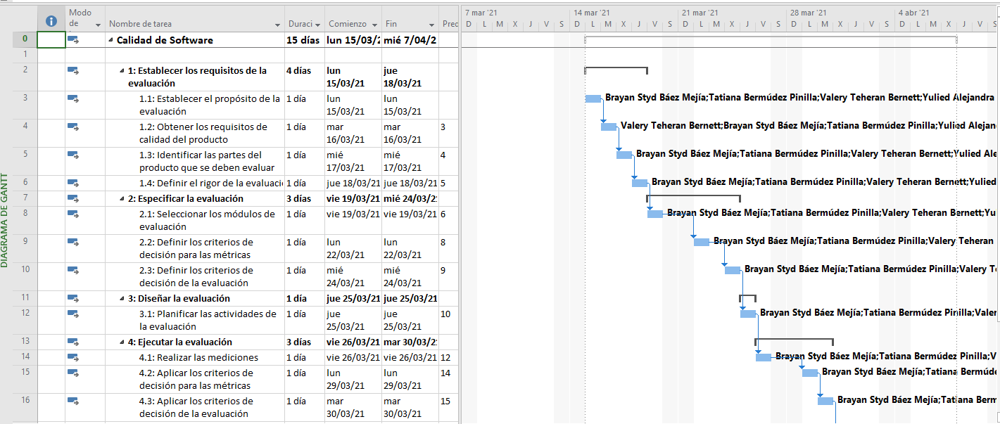 Modo de
Nombre de tarea
Duraci
Comienzo
Fin
Pred
7 mar '21
14 mar '21
21 mar '21
28 mar '21
4 abr '21
D L M X J V S D L M X J V S D L M X J V S D L M X J V S D L M X J V S
DIAGRAMA DE GANTT
0 Calidad de Software 15 días lun 15/03/2 mié 7/04/2
1
2 1: Establecer los requisitos de la 4 días lun jue
evaluación 15/03/21 18/03/21
3 1.1: Establecer el propósito de la 1 día lun lun
evaluación 15/03/21 15/03/21
Brayan Styd Báez Mejía;Tatiana Bermúdez Pinilla;Valery Teheran Bernett;Yulied Alejandra
4 1.2: Obtener los requisitos de 1 día mar mar 3
calidad del producto 16/03/21 16/03/21
Valery Teheran Bernett;Brayan Styd Báez Mejía;Tatiana Bermúdez Pinilla;Yulied Alejan
5 1.3: Identificar las partes del 1 día mié mié 4
producto que se deben evaluar 17/03/21 17/03/21
Brayan Styd Báez Mejía;Tatiana Bermúdez Pinilla;Valery Teheran Bernett;Yulied Ale
6 1.4: Definir el rigor de la evaluaci 1 día jue 18/03/21 jue 18/03/21 5
Brayan Styd Báez Mejía;Tatiana Bermúdez Pinilla;Valery Teheran Bernett;Yulied
7 2: Especificar la evaluación 3 días vie 19/03/21 mié 24/03/2
8 2.1: Seleccionar los módulos de 1 día vie 19/03/21 vie 19/03/21 6
evaluación
Brayan Styd Báez Mejía;Tatiana Bermúdez Pinilla;Valery Teheran Bernett;Yu
9 2.2: Definir los criterios de 1 día lun lun 8
decisión para las métricas 22/03/21 22/03/21
Brayan Styd Báez Mejía;Tatiana Bermúdez Pinilla;Valery Teheran
10 2.3: Definir los criterios de 1 día mié mié 9
decisión de la evaluación 24/03/21 24/03/21
Brayan Styd Báez Mejía;Tatiana Bermúdez Pinilla;Valery T
11 3: Diseñar la evaluación 1 día jue 25/03/21 jue 25/03/21
12 3.1: Planificar las actividades de 1 día jue jue 10
la evaluación 25/03/21 25/03/21
Brayan Styd Báez Mejía;Tatiana Bermúdez Pinilla;Valer
13 4: Ejecutar la evaluación 3 días vie 26/03/21 mar 30/03/2
14 4.1: Realizar las mediciones 1 día vie 26/03/21 vie 26/03/21 12
Brayan Styd Báez Mejía;Tatiana Bermúdez Pinilla;V
15 4.2: Aplicar los criterios de 1 día lun lun 14
decisión para las métricas 29/03/21 29/03/21
Brayan Styd Báez Mejía;Tatiana Bermúde
16 4.3: Aplicar los criterios de 1 día mar mar 15
decisión de la evaluación 30/03/21 30/03/21
Brayan Styd Báez Mejía;Tatiana Berm